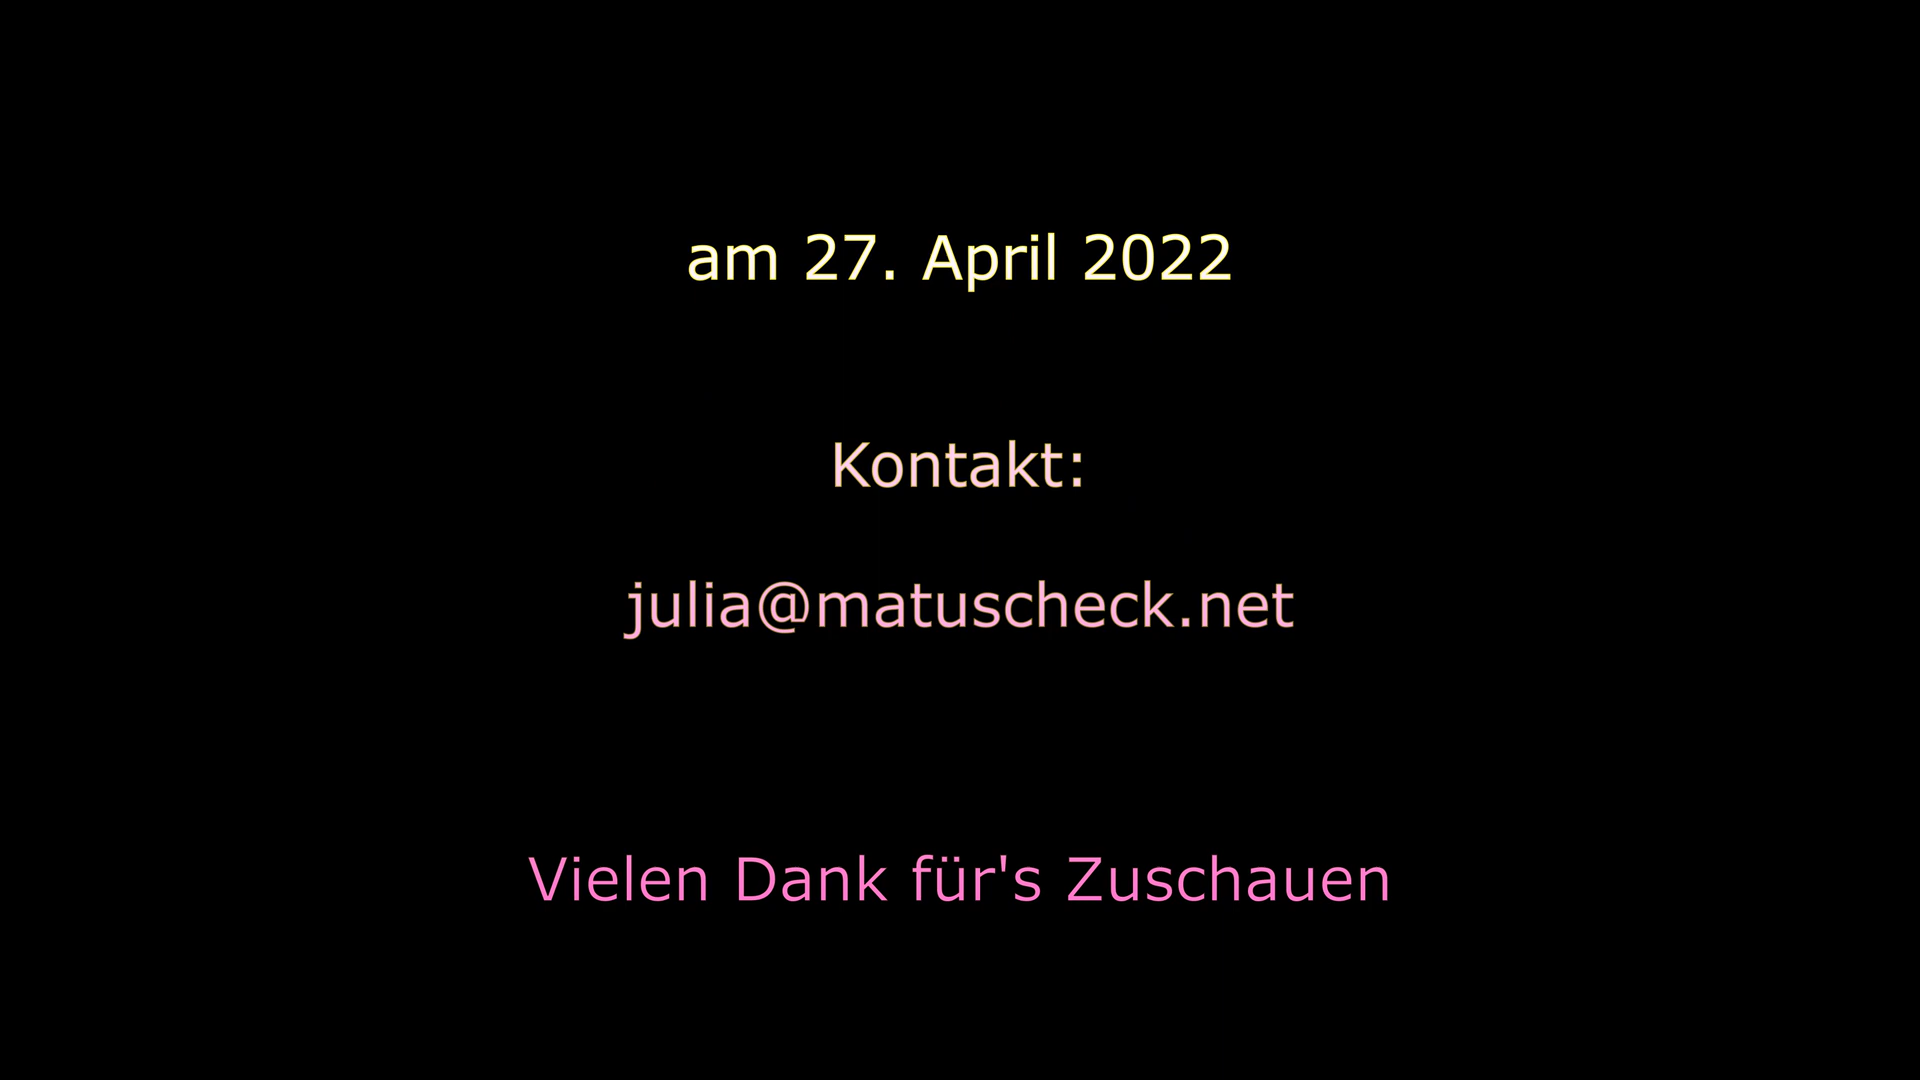 am 27. April 2022
Kontakt:
julia@matuscheck.net
Vielen Dank für's Zuschauen